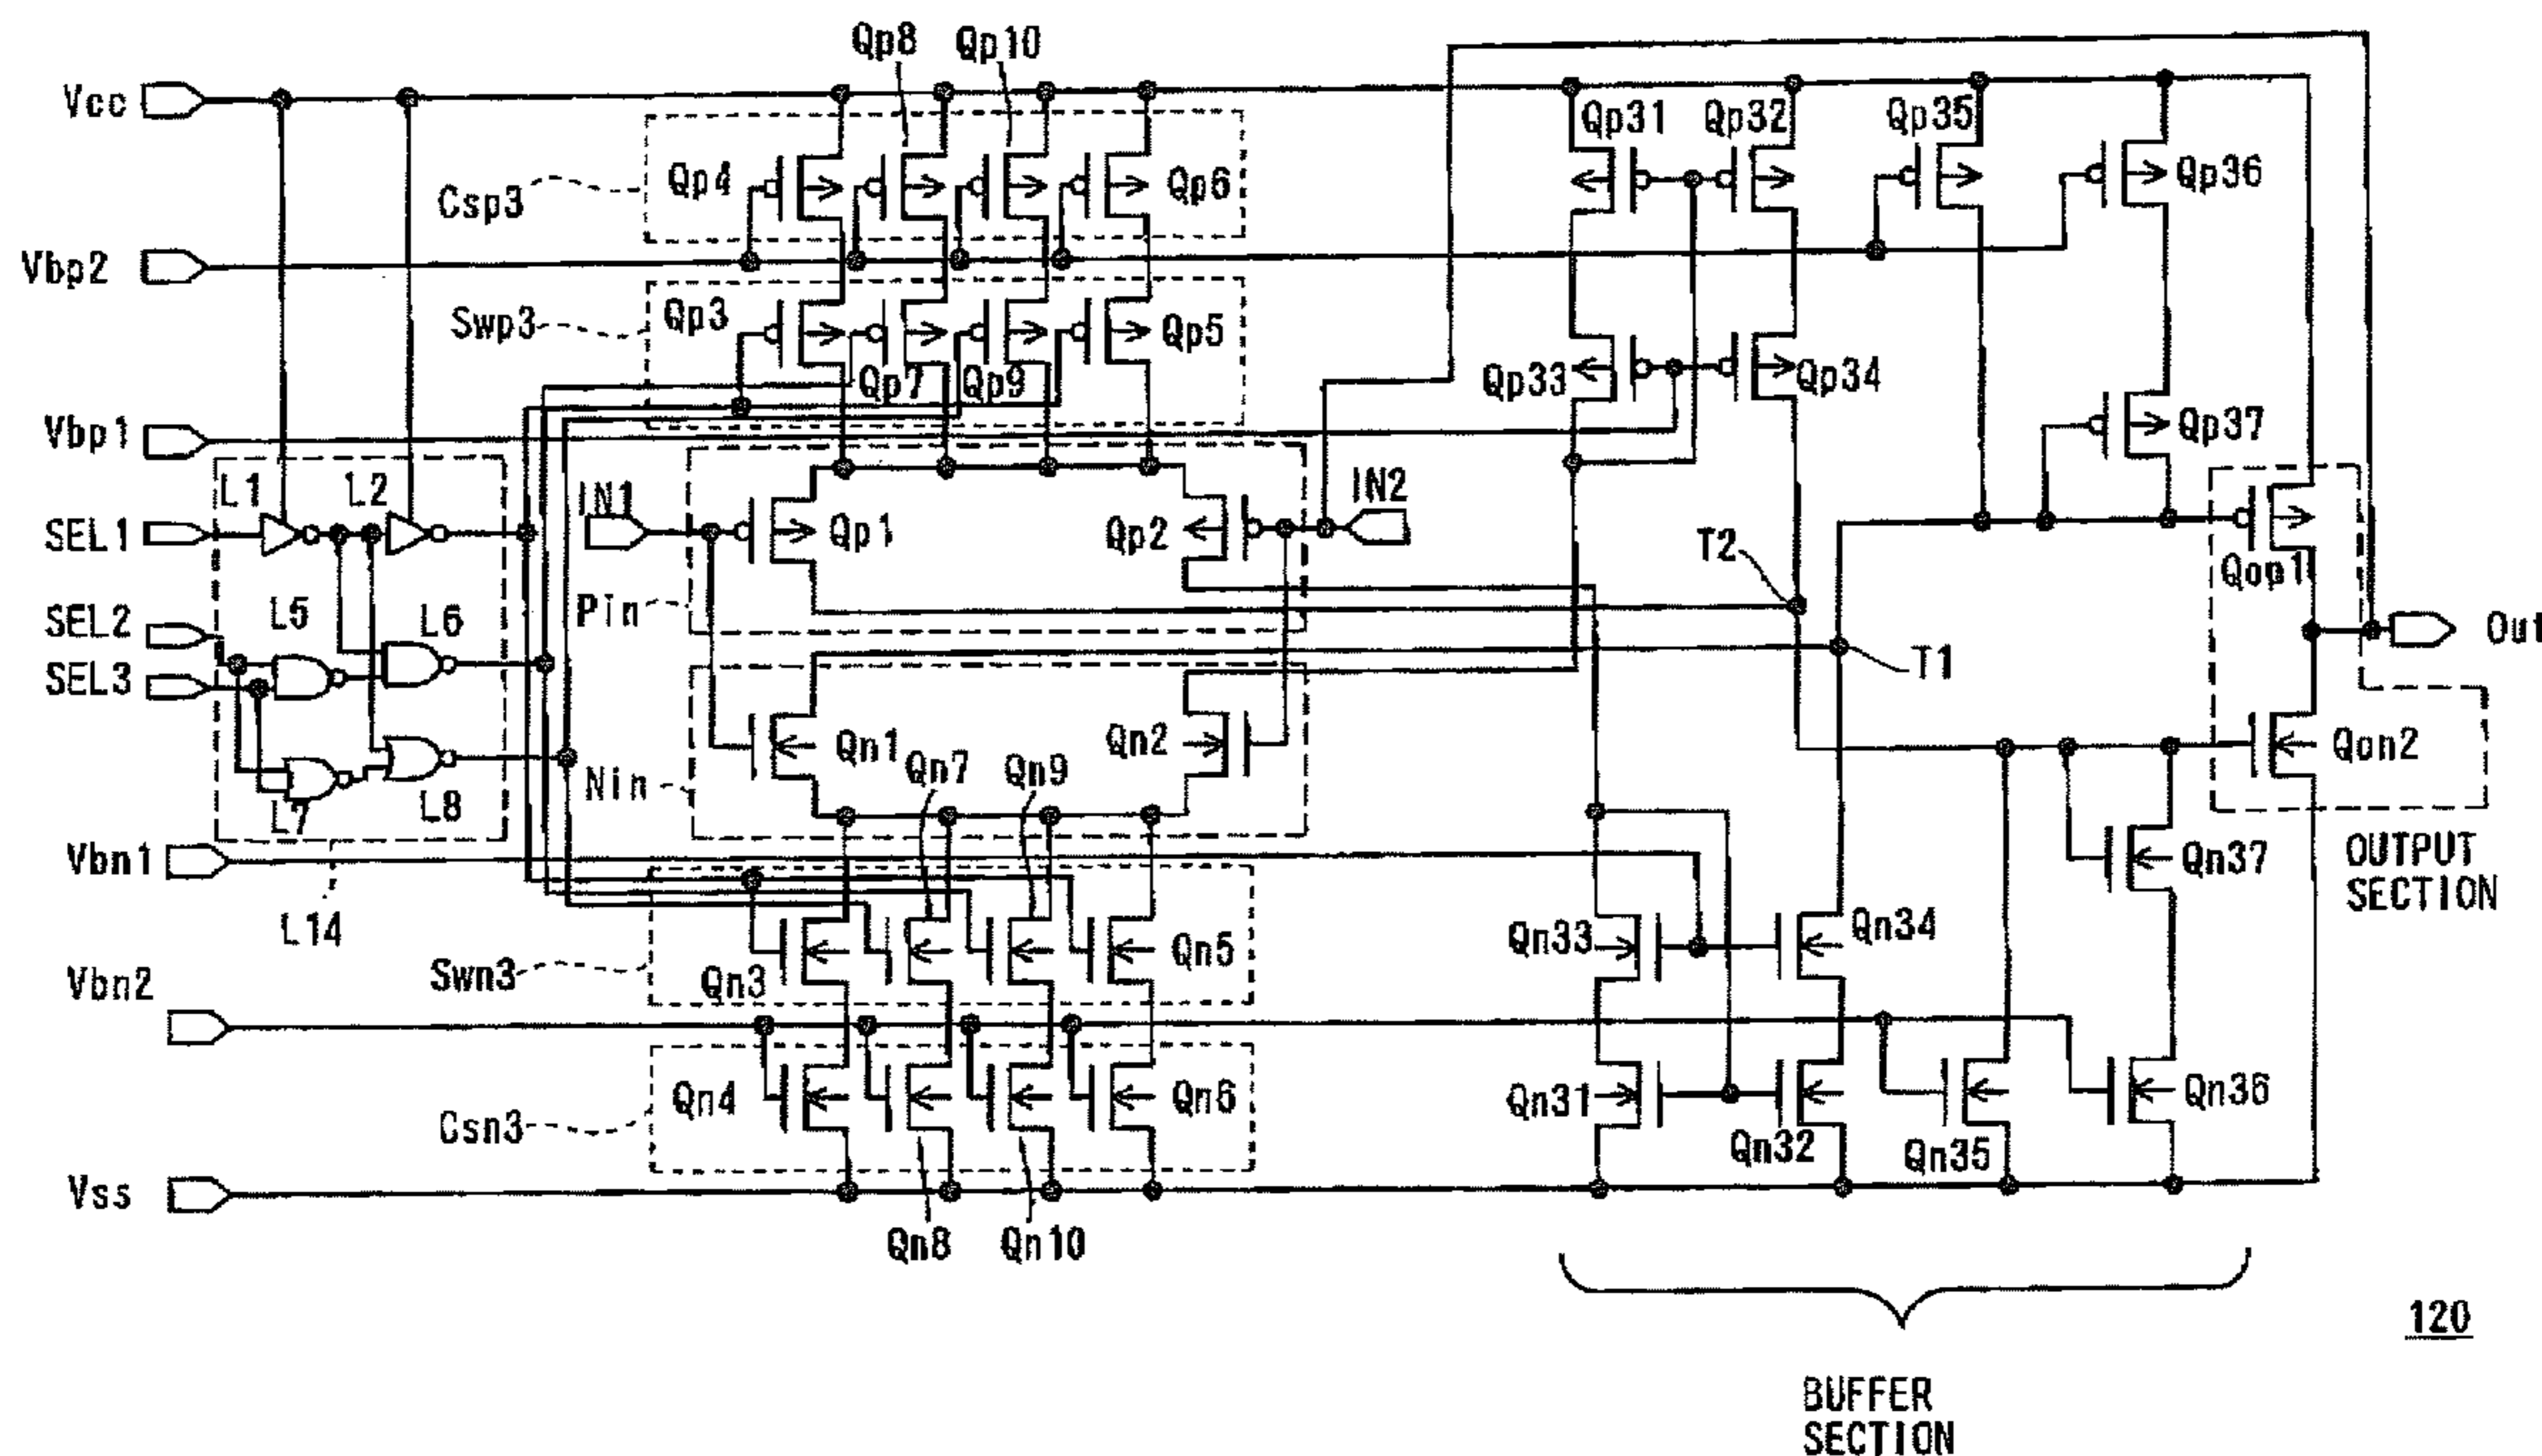 Qp8 Qp10
Vcc
Qp31 Qp32 Qp35
Csp3 Qp4 Qp6 Qp36
Vbp2
Swp3 Qp3 Qp5
Qp7 Qp9 Qp33 Qp34
Vbp1 Qp37
L1 L2 IN1 IN2
SEL1 Qp1 Qp2 T2 Qop1
SEL2 L5 L6 Pin Out
SEL3 T1
Qn1 Qn2 Qon2
Nin Qn7 Qn9
L7 L8
Vbn1 Qn37 OUTPUT
SECTION
L14 Qn33 Qn34
Swn3 Qn3 Qn5
Vbn2
Csn3 Qn4 Qn6 Qn31 Qn32 Qn35 Qn36
Vss
Qn8 Qn10
120
BUFFER
SECTION